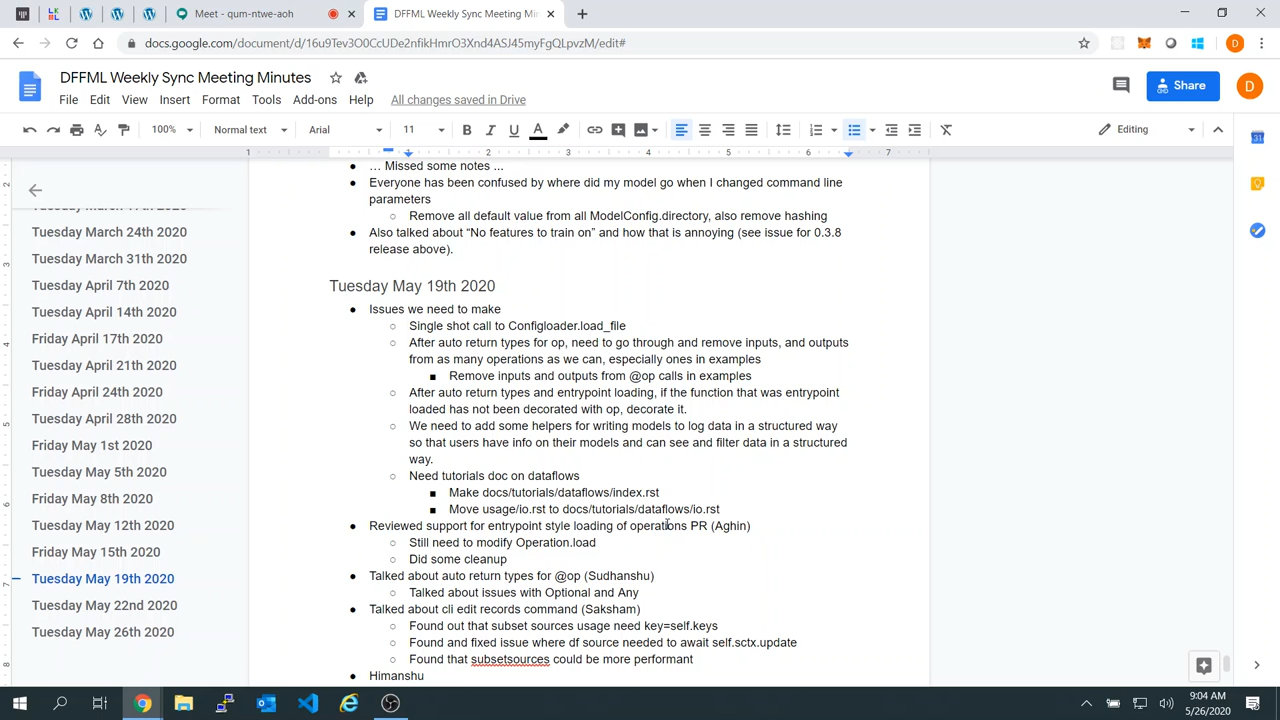 Meet - qum-ntwe-aoh
DFFML Weekly Sync Meeting Min
docs.google.com/document/d/16u9Tev3O0CcUDe2nfikHmrO3Xnd4ASJ45myFgQLpvzM/edit#
D
DFFML Weekly Sync Meeting Minutes
File Edit View Insert Format Tools Add-ons Help All changes saved in Drive
Share
D
100% Normal text Arial 11 B I U A Editing
1 1 2 3 4 5 6 7
… Missed some notes ...
Everyone has been confused by where did my model go when I changed command line
parameters
Remove all default value from all ModelConfig.directory, also remove hashing
Also talked about “No features to train on” and how that is annoying (see issue for 0.3.8
release above).
Tuesday May 19th 2020
Issues we need to make
Single shot call to Configloader.load_file
After auto return types for op, need to go through and remove inputs, and outputs
from as many operations as we can, especially ones in examples
Remove inputs and outputs from @op calls in examples
After auto return types and entrypoint loading, if the function that was entrypoint
loaded has not been decorated with op, decorate it.
We need to add some helpers for writing models to log data in a structured way
so that users have info on their models and can see and filter data in a structured
way.
Need tutorials doc on dataflows
Make docs/tutorials/dataflows/index.rst
Move usage/io.rst to docs/tutorials/dataflows/io.rst
Reviewed support for entrypoint style loading of operations PR (Aghin)
Still need to modify Operation.load
Did some cleanup
Talked about auto return types for @op (Sudhanshu)
Talked about issues with Optional and Any
Talked about cli edit records command (Saksham)
Found out that subset sources usage need key=self.keys
Found and fixed issue where df source needed to await self.sctx.update
Found that subsetsources could be more performant
Himanshu
Tuesday March 24th 2020
Tuesday March 31th 2020
Tuesday April 7th 2020
Tuesday April 14th 2020
Friday April 17th 2020
Tuesday April 21th 2020
Friday April 24th 2020
Tuesday April 28th 2020
Friday May 1st 2020
Tuesday May 5th 2020
Friday May 8th 2020
Tuesday May 12th 2020
Friday May 15th 2020
Tuesday May 19th 2020
Tuesday May 22nd 2020
Tuesday May 26th 2020
9:04 AM
5/26/2020